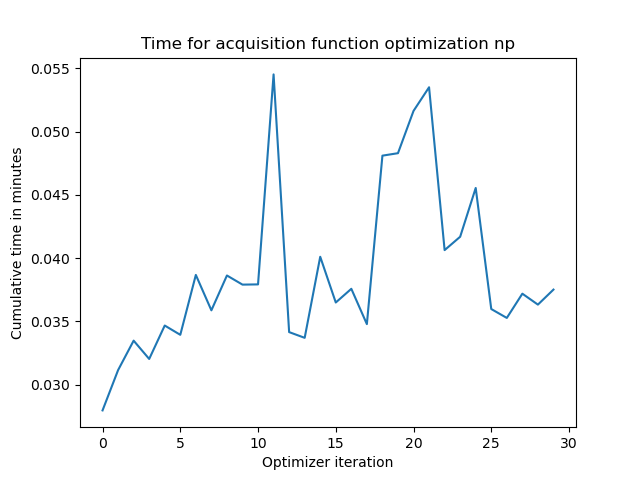 Time for acquisition function optimization np
0.055
0.050
0.045
0.040
0.035
0.030
Cumulative time in minutes
0 5 10 15 20 25 30
Optimizer iteration